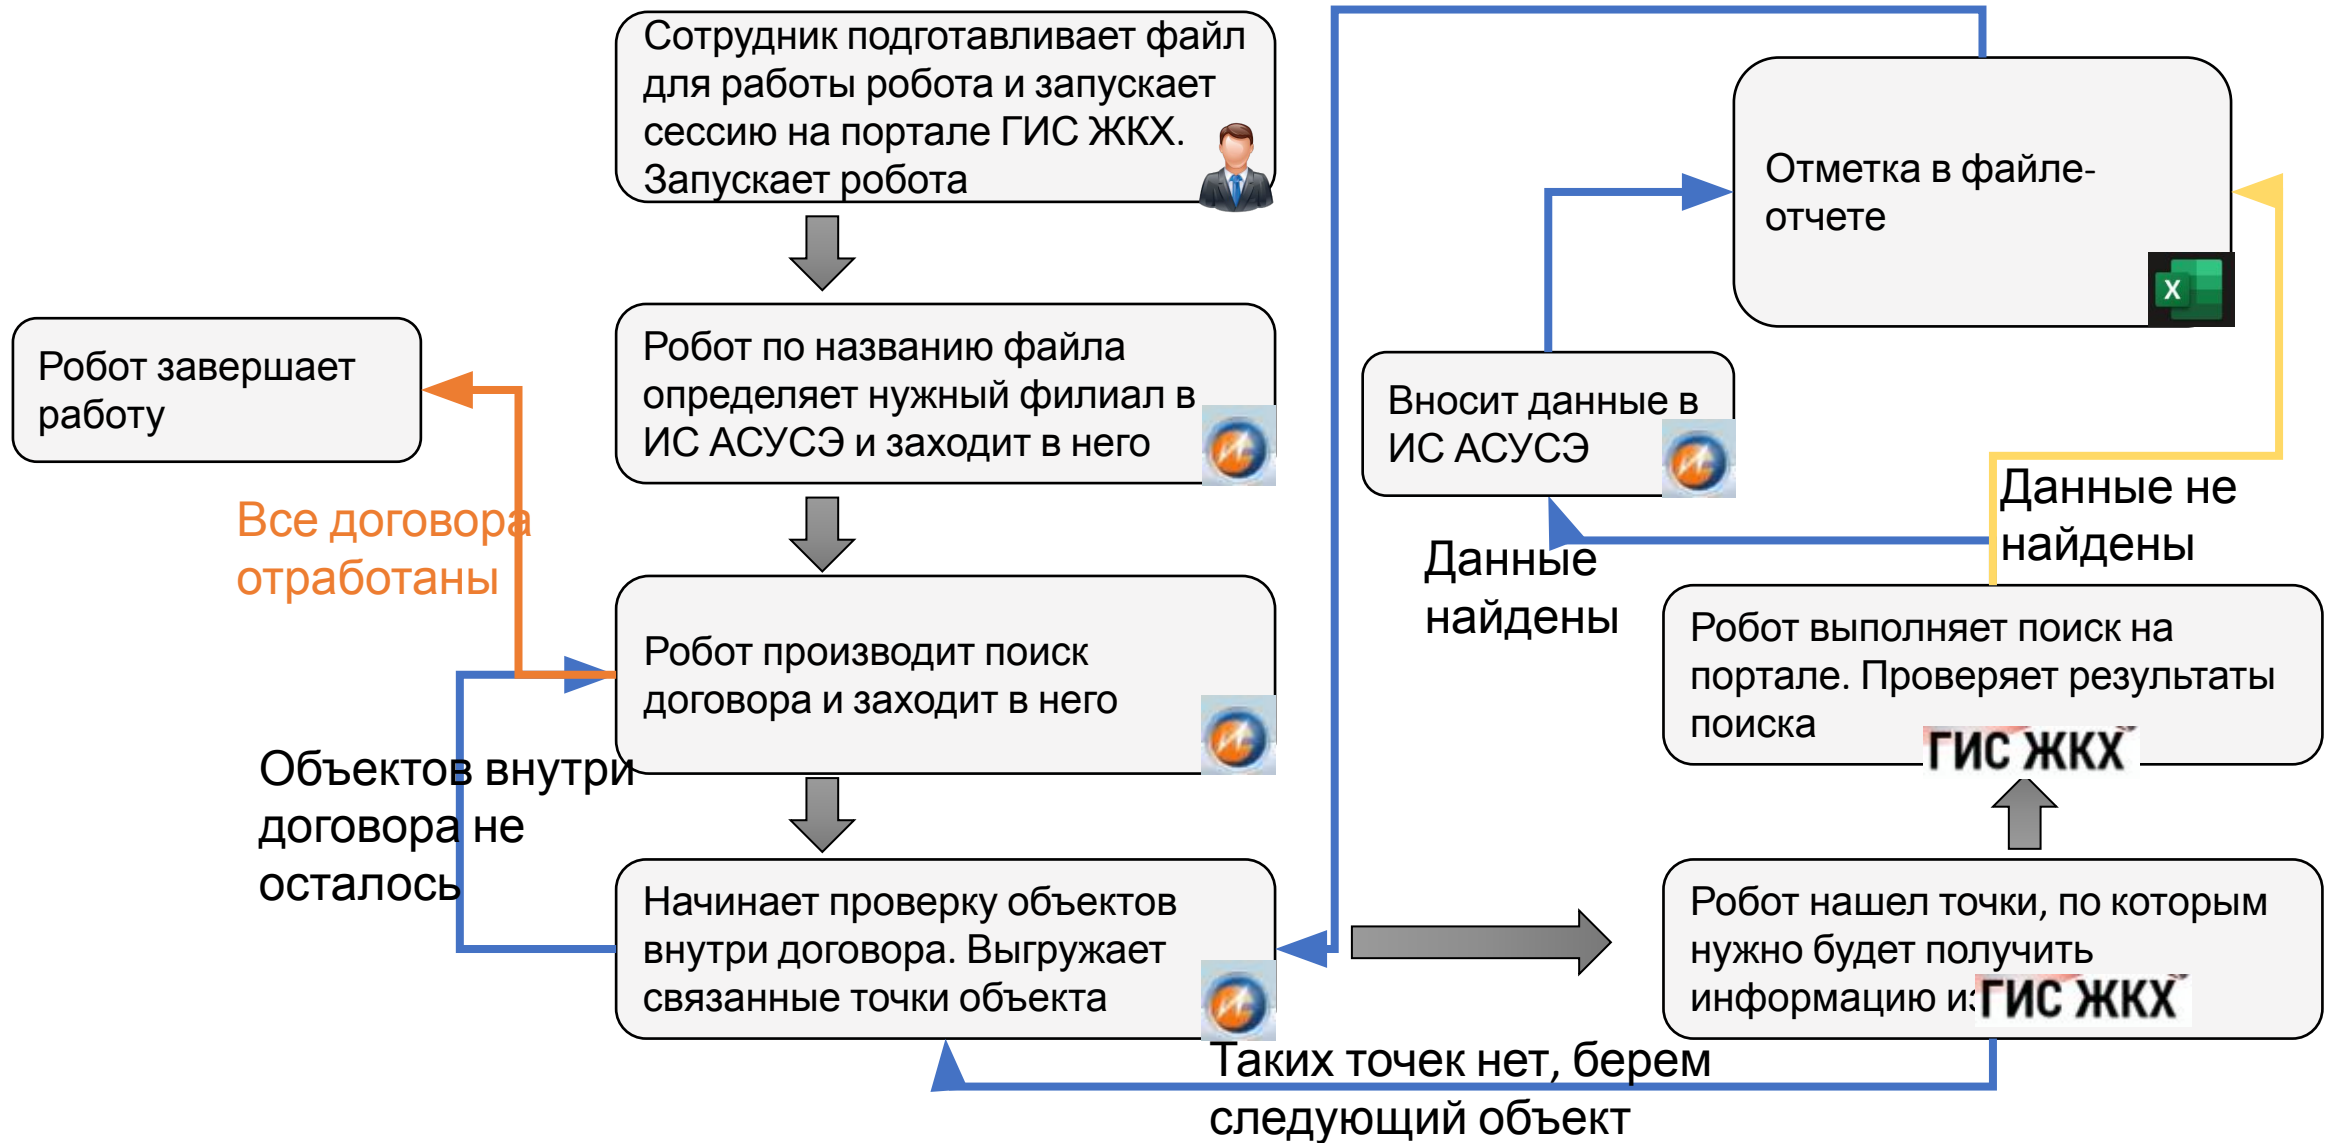 Сотрудник подготавливает файл
для работы робота и запускает
сессию на портале ГИС ЖКХ.
Запускает робота
Робот по названию файла
определяет нужный филиал в
ИС АСУСЭ и заходит в него
Робот завершает
работу
Все договора
отработаны
Робот производит поиск
договора и заходит в него
Объектов внутри
договора не
осталось
Начинает проверку объектов
внутри договора. Выгружает
связанные точки объекта
Таких точек нет, берем
следующий объект
Робот нашел точки, по которым
нужно будет получить
информацию из ГИС ЖКХ
Робот выполняет поиск на
портале. Проверяет результаты
поиска
ГИС ЖКХ
Данные
найдены
Данные не
найдены
Вносит данные в
ИС АСУСЭ
Отметка в файле-
отчете
X